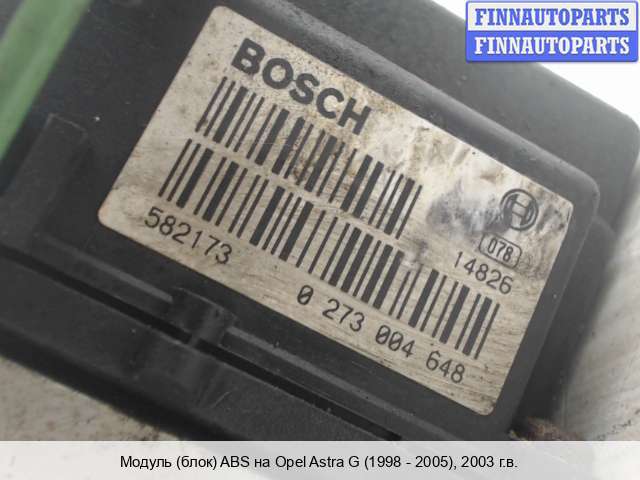 FINNAUTOPARTS
FINNAUTOPARTS
BOSCH
582173
0 273 004 648
078
14826
Модуль (блок) ABS на Opel Astra G (1998 - 2005), 2003 г.в.